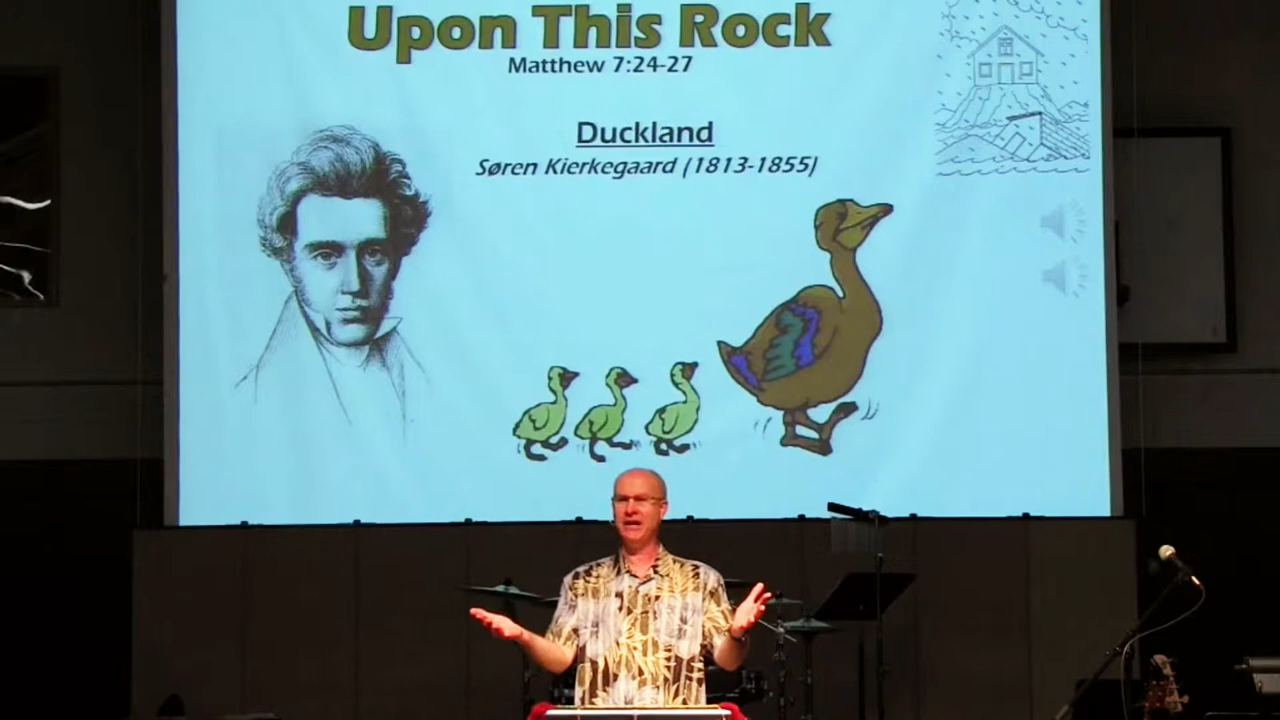 Upon This Rock
Matthew 7:24-27
Duckland
Søren Kierkegaard (1813-1855)